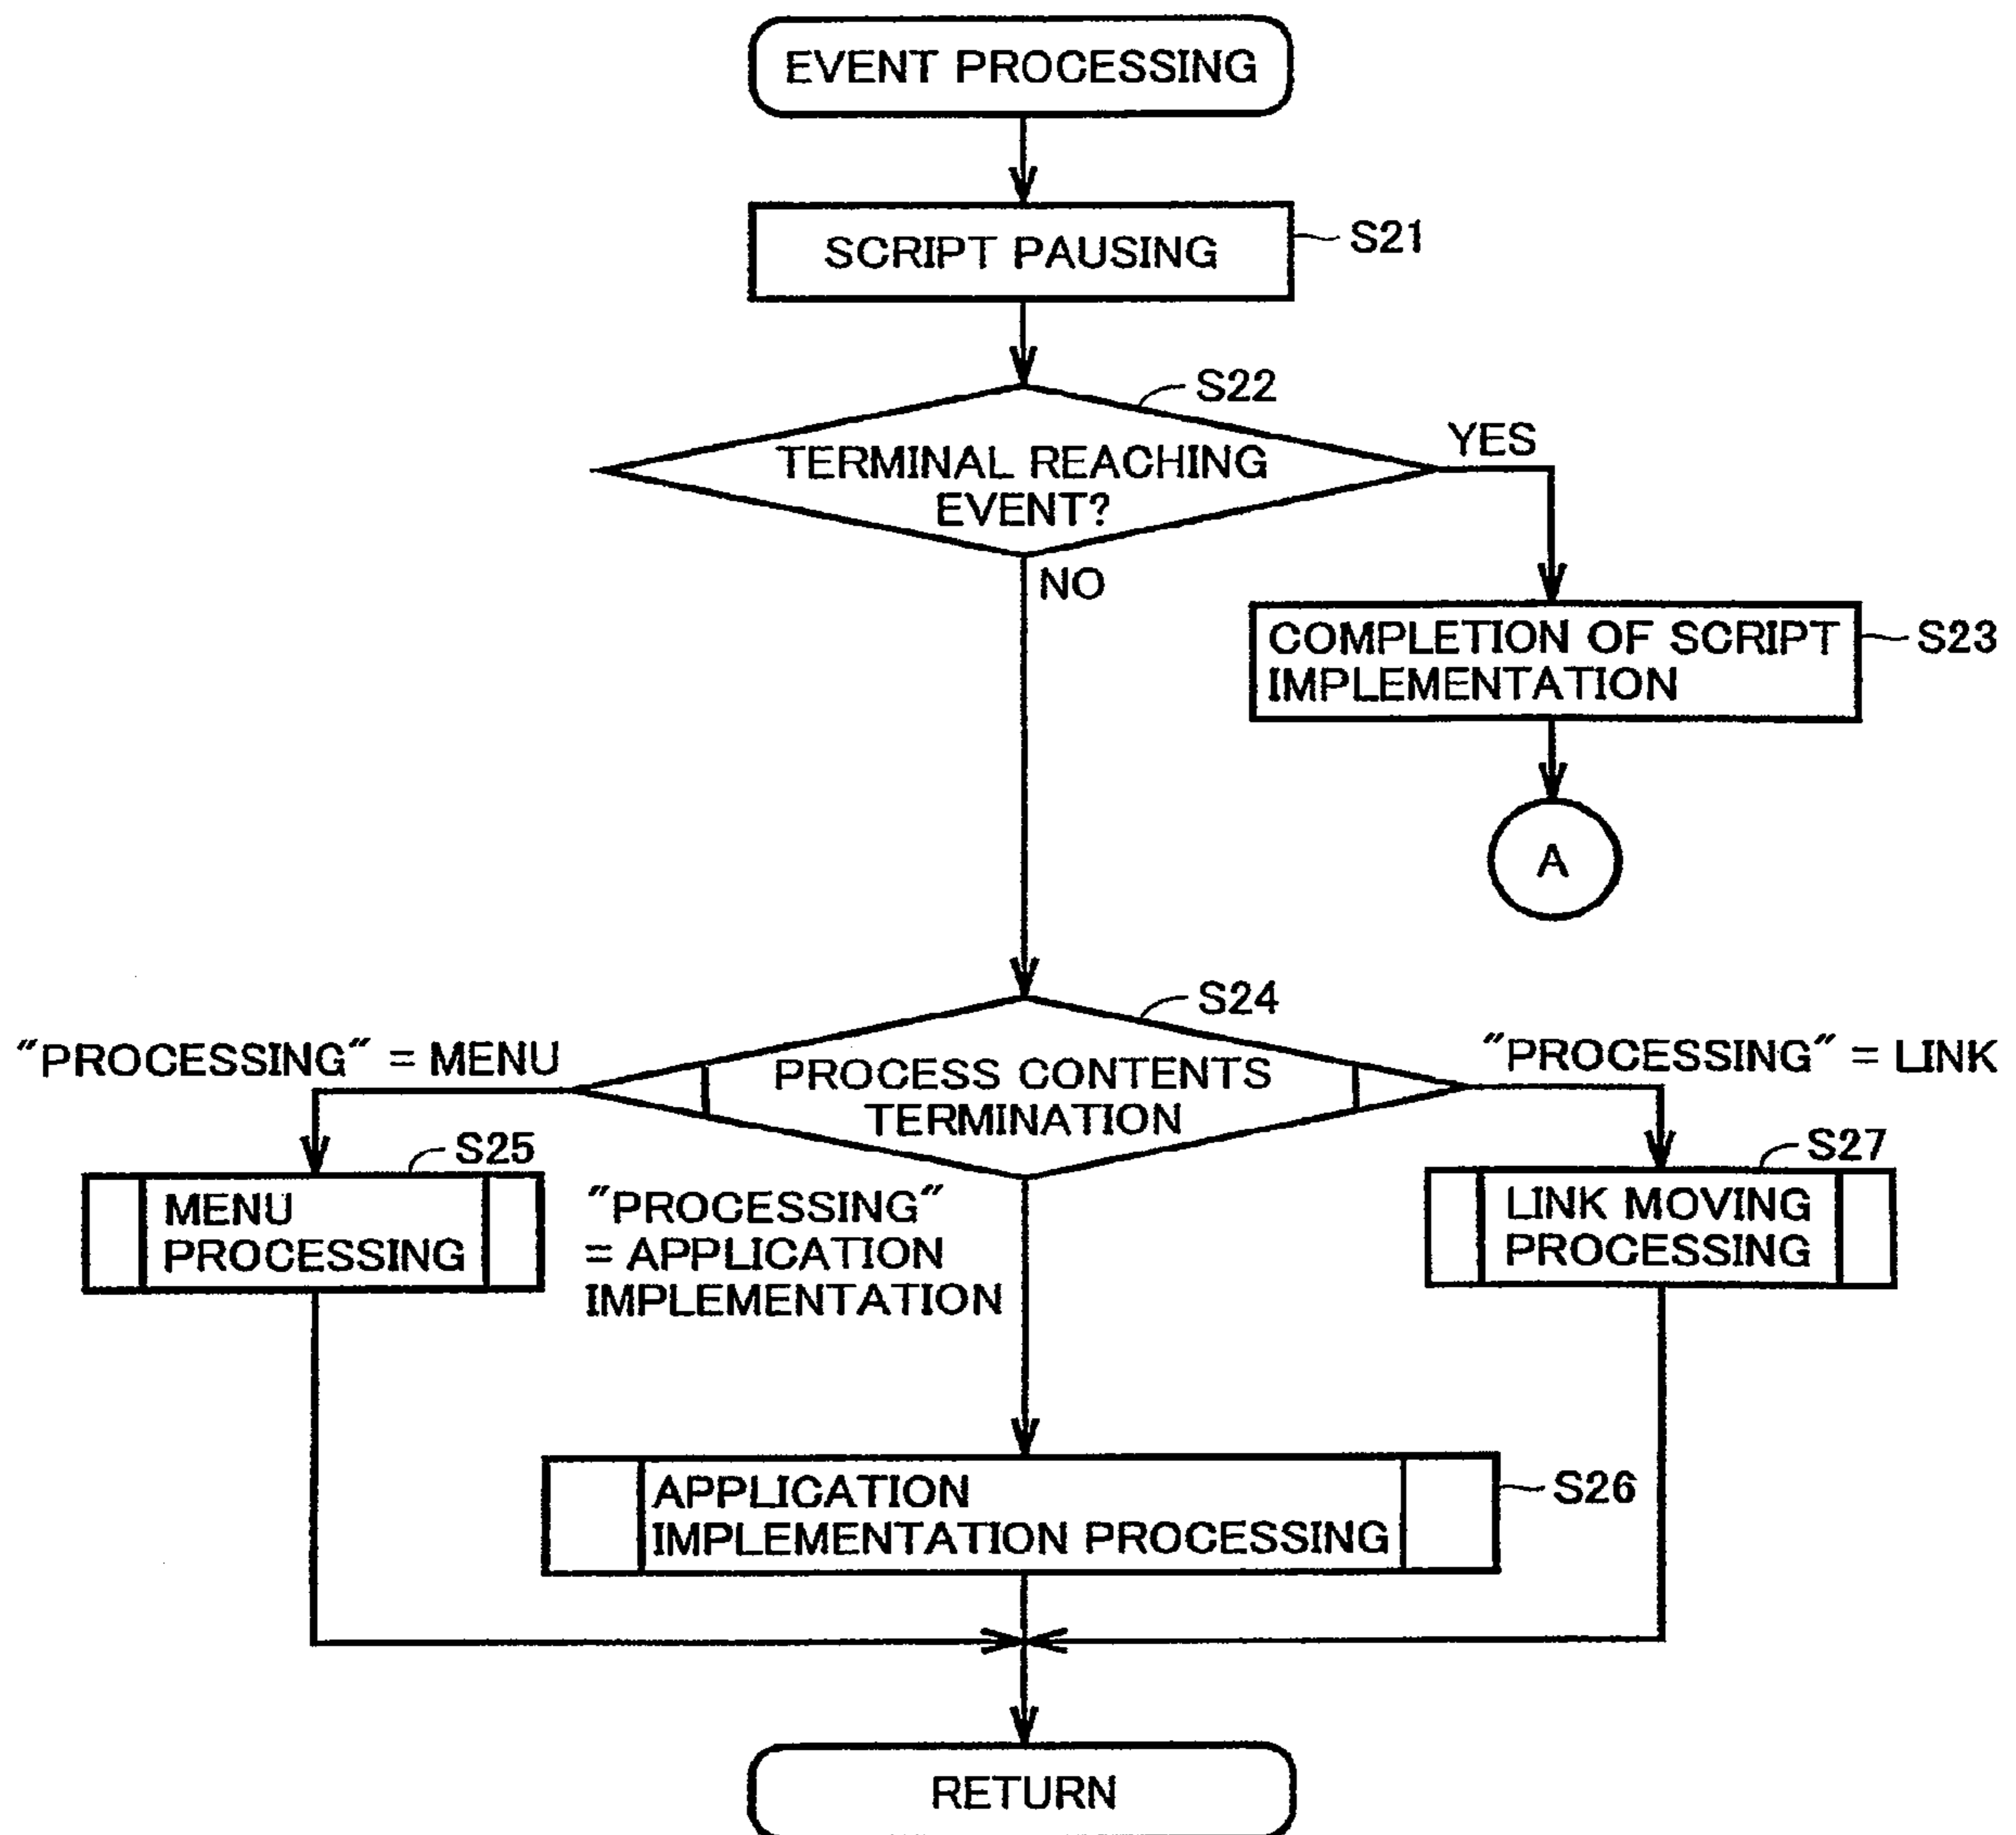 EVENT PROCESSING
SCRIPT PAUSING
S21
S22
TERMINAL REACHING
EVENT?
YES
NO
COMPLETION OF SCRIPT
IMPLEMENTATION
S23
A
S24
"PROCESSING" = MENU
PROCESS CONTENTS
TERMINATION
"PROCESSING" = LINK
S25
MENU
PROCESSING
"PROCESSING"
= APPLICATION
IMPLEMENTATION
S27
LINK MOVING
PROCESSING
APPLICATION
IMPLEMENTATION PROCESSING
S26
RETURN